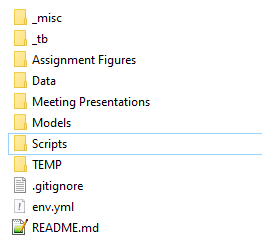 _misc
_tb
Assignment Figures
Data
Meeting Presentations
Models
Scripts
TEMP
.gitignore
env.yml
README.md